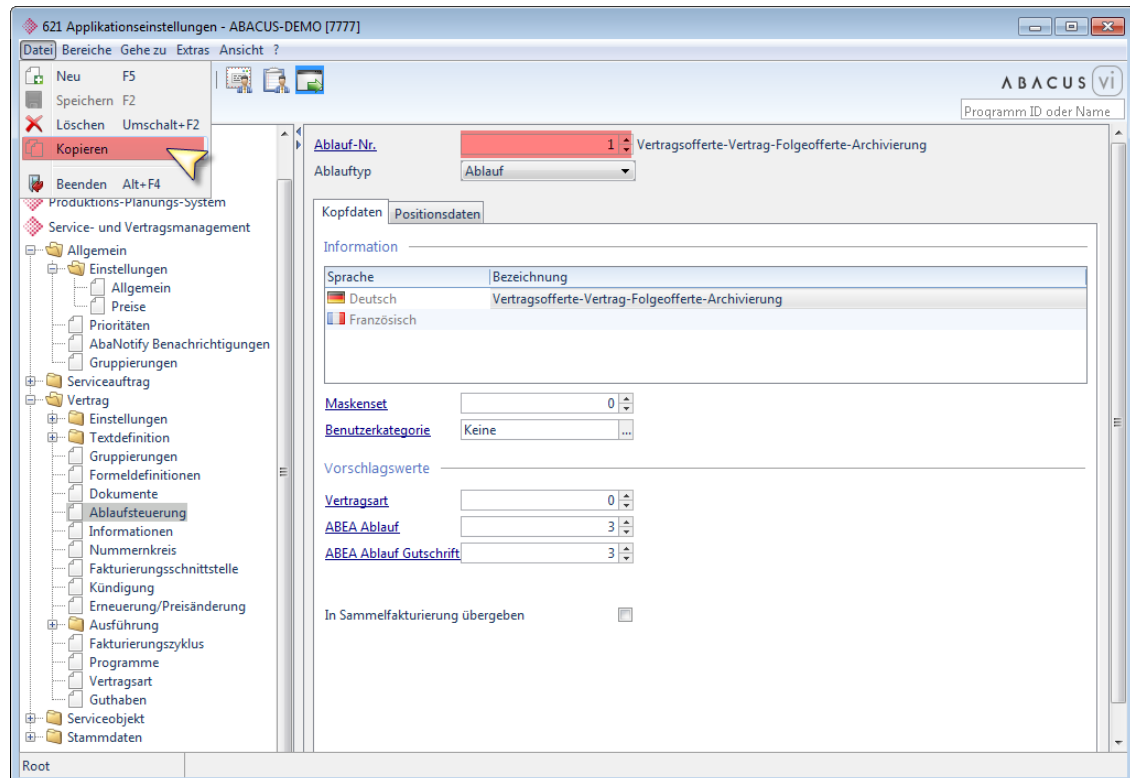 621 Applikationseinstellungen - ABACUS-DEMO [7777]
Datei Bereiche Gehe zu Extras Ansicht ?
Neu F5
Speichern F2
Löschen Umschalt+F2
Kopieren
Beenden Alt+F4
ABACUS vi
Programm ID oder Name
Produktions-Planungs-System
Service- und Vertragsmanagement
Allgemein
Einstellungen
Allgemein
Preise
Prioritäten
AbaNotify Benachrichtigungen
Gruppierungen
Serviceauftrag
Vertrag
Einstellungen
Textdefinition
Gruppierungen
Formeldefinitionen
Dokumente
Ablaufsteuerung
Informationen
Nummernkreis
Fakturierungsschnittstelle
Kündigung
Erneuerung/Preisänderung
Ausführung
Fakturierungszyklus
Programme
Vertragsart
Guthaben
Serviceobjekt
Stammdaten
Ablauf-Nr. 1 Vertragsofferte-Vertrag-Folgeofferte-Archivierung
Ablauftyp Ablauf
Kopfdaten Positionsdaten
Information
Sprache Bezeichnung
Deutsch Vertragsofferte-Vertrag-Folgeofferte-Archivierung
Französisch
Maskenset 0
Benutzerkategorie Keine ...
Vorschlagswerte
Vertragsart 0
ABEA Ablauf 3
ABEA Ablauf Gutschrift 3
In Sammelfakturierung übergeben
Root